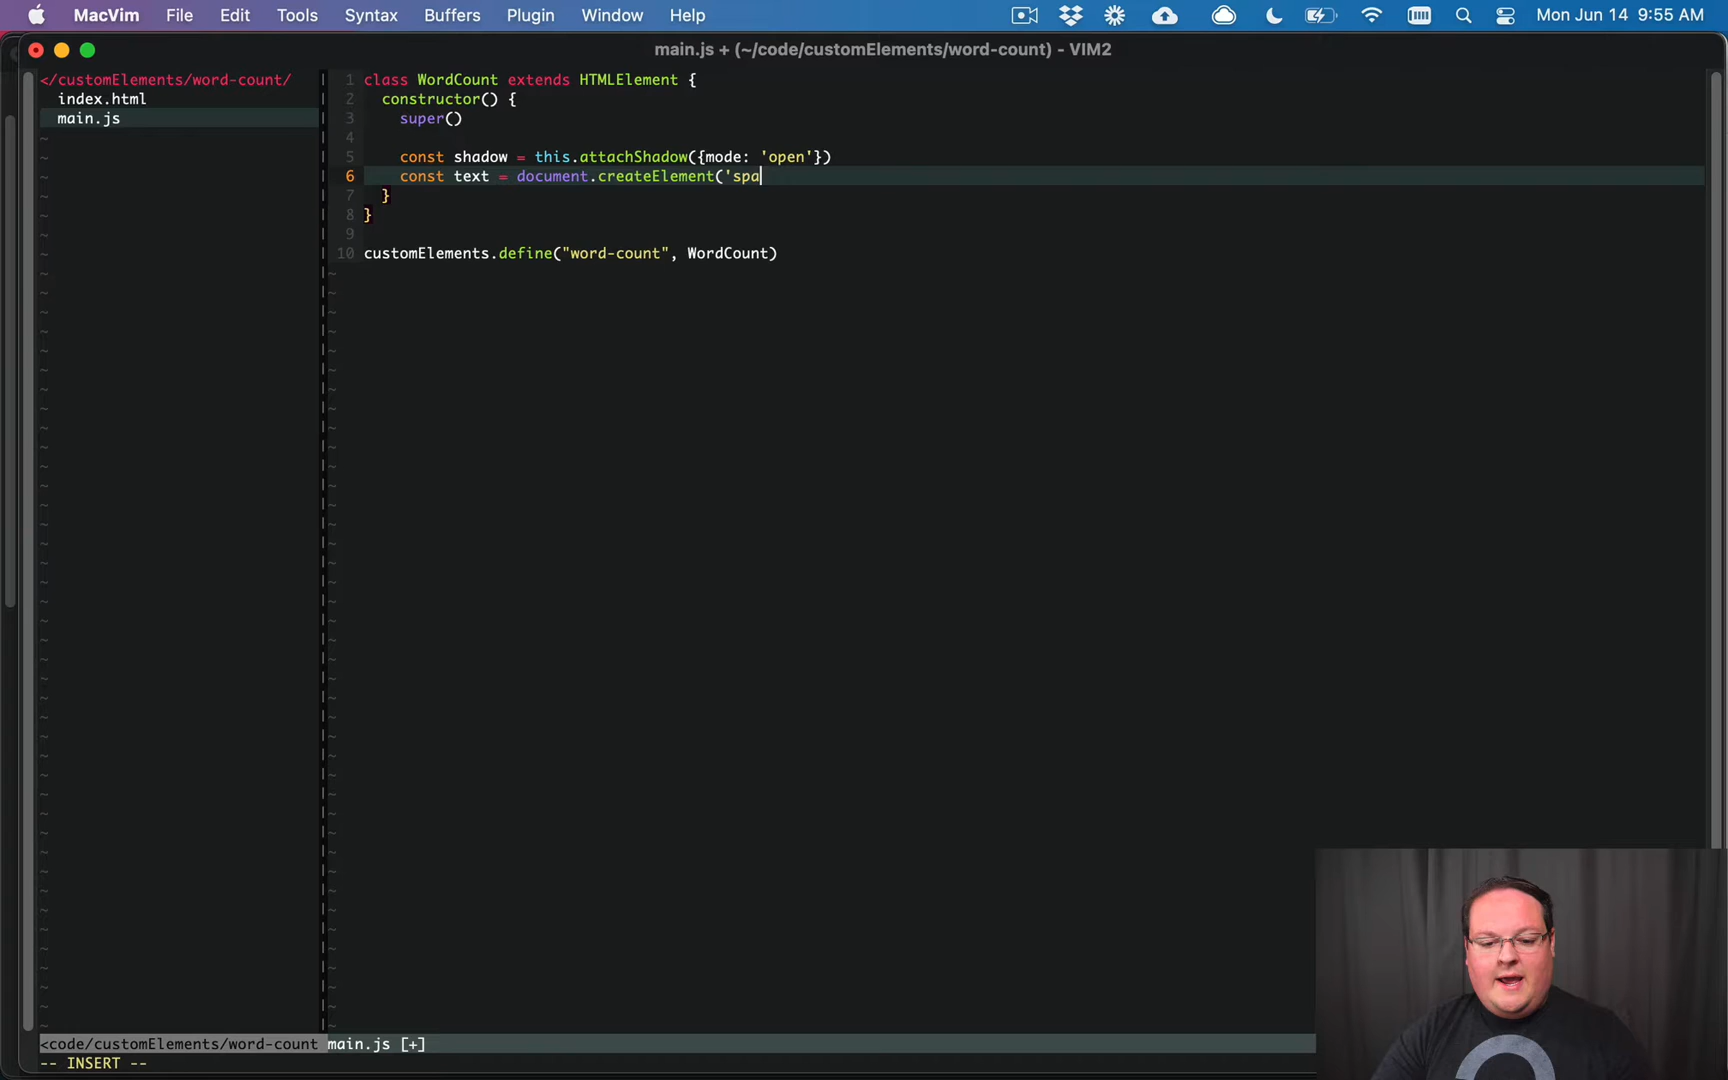 MacVim File Edit Tools Syntax Buffers Plugin Window Help Mon Jun 14 9:55 AM
main.js + (~/code/customElements/word-count) - VIM2
</customElements/word-count/
index.html
main.js
1 class WordCount extends HTMLElement {
2 constructor() {
3 super()
4
5 const shadow = this.attachShadow({mode: 'open'})
6 const text = document.createElement('spa
7 }
8 }
9
10 customElements.define("word-count", WordCount)
<code/customElements/word-count main.js [+]
-- INSERT --